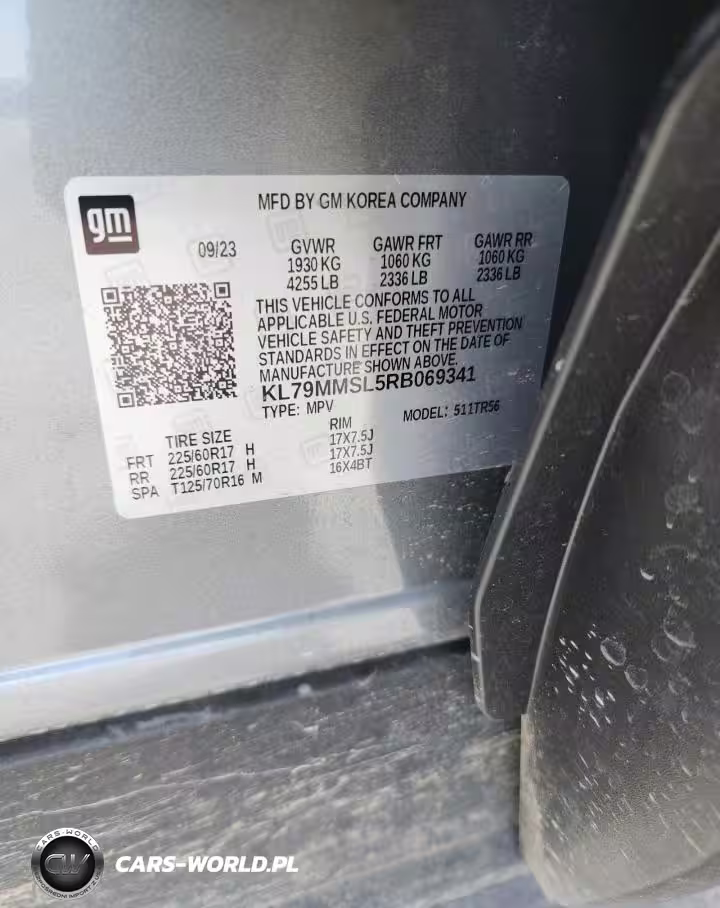 gm
MFD BY GM KOREA COMPANY
09/23 GVWR GAWR FRT GAWR RR
1930 KG 1060 KG 1060 KG
4255 LB 2336 LB 2336 LB
THIS VEHICLE CONFORMS TO ALL
APPLICABLE U.S. FEDERAL MOTOR
VEHICLE SAFETY AND THEFT PREVENTION
STANDARDS IN EFFECT ON THE DATE OF
MANUFACTURE SHOWN ABOVE.
KL79MMSL5RB069341
TYPE: MPV MODEL: 511TR56
TIRE SIZE RIM
FRT 225/60R17 H 17X7.5J
RR 225/60R17 H 17X7.5J
SPA T125/70R16 M 16X4BT
CARS-WORLD
CW
CARS-WORLD.PL